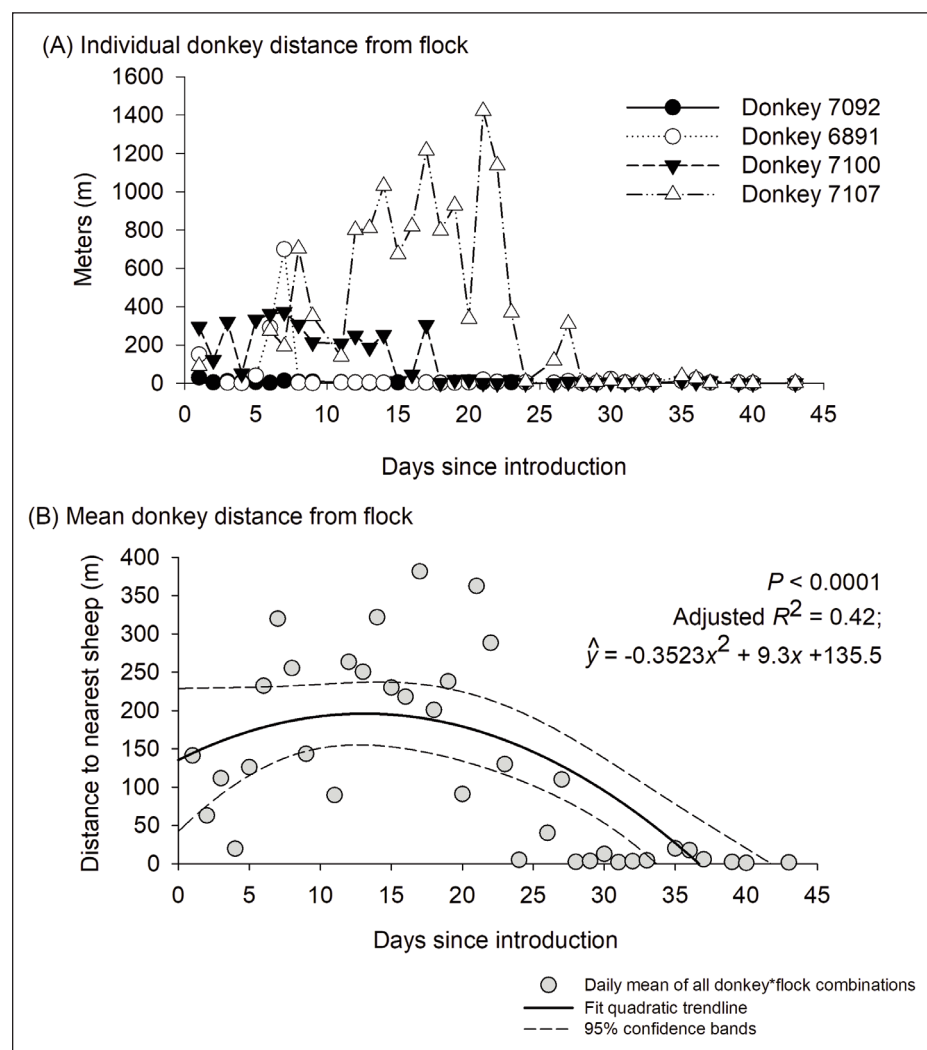 (A) Individual donkey distance from flock
1600
1400
1200
1000
800
600
400
200
0
Meters (m)
Donkey 7092
Donkey 6891
Donkey 7100
Donkey 7107
0 5 10 15 20 25 30 35 40 45
Days since introduction
(B) Mean donkey distance from flock
400
350
300
250
200
150
100
50
0
Distance to nearest sheep (m)
P < 0.0001
Adjusted R² = 0.42;
ŷ = -0.3523x² + 9.3x +135.5
0 5 10 15 20 25 30 35 40 45
Days since introduction
Daily mean of all donkey*flock combinations
Fit quadratic trendline
95% confidence bands